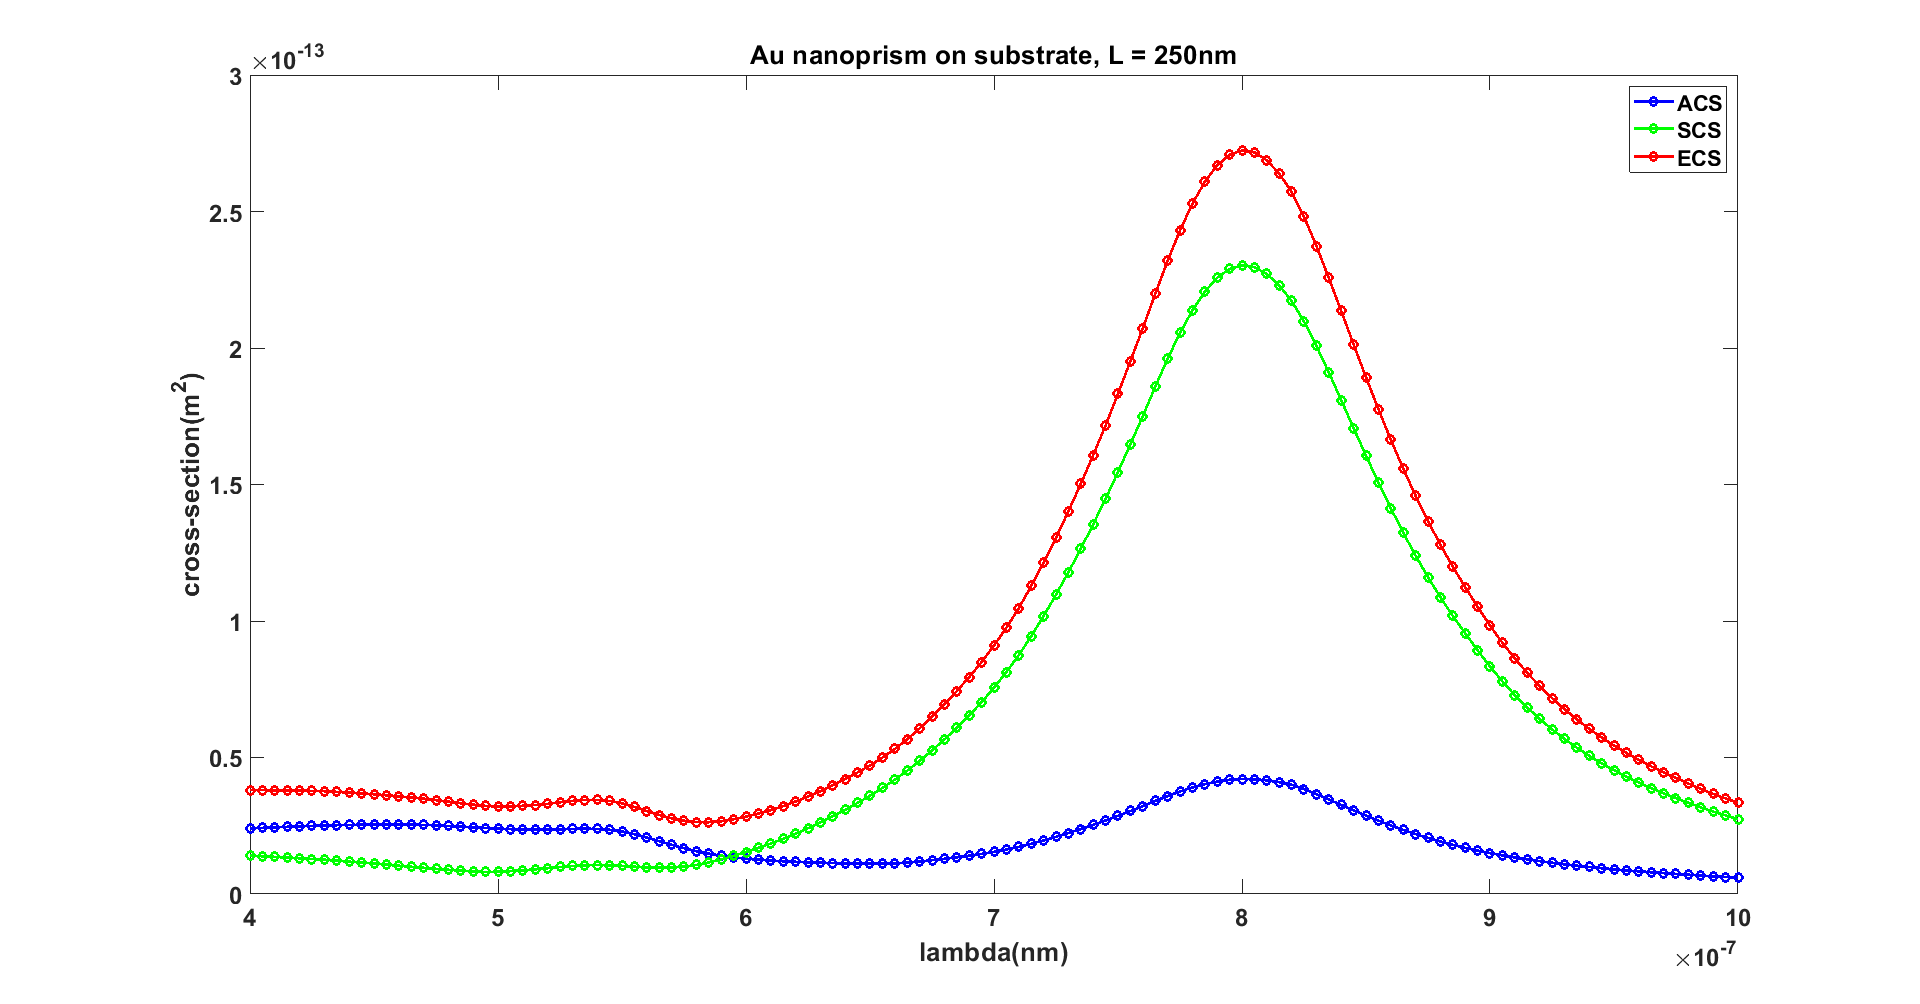 Au nanoprism on substrate, L = 250nm
×10-13
3
2.5
2
1.5
1
0.5
0
cross-section(m2)
4 5 6 7 8 9 10
×10-7
lambda(nm)
ACS
SCS
ECS